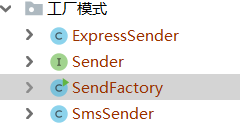 工厂模式
ExpressSender
Sender
SendFactory
SmsSender